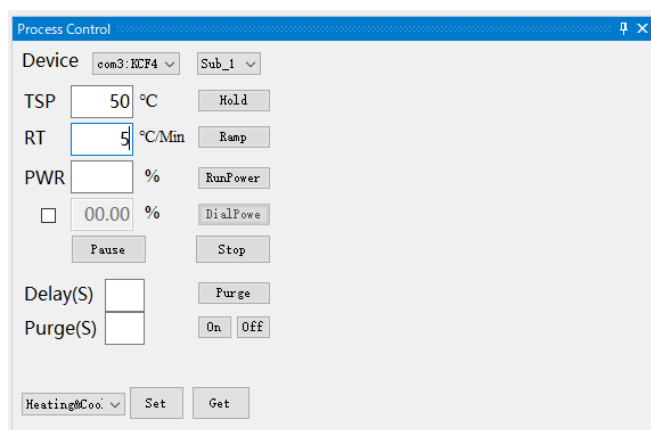 Process Control
Device com3:KCF4 Sub_1
TSP 50 °C Hold
RT 5 °C/Min Ramp
PWR % RunPower
00.00 % DialPowe
Pause Stop
Delay(S) Purge
Purge(S) On Off
Heating&Coo Set Get